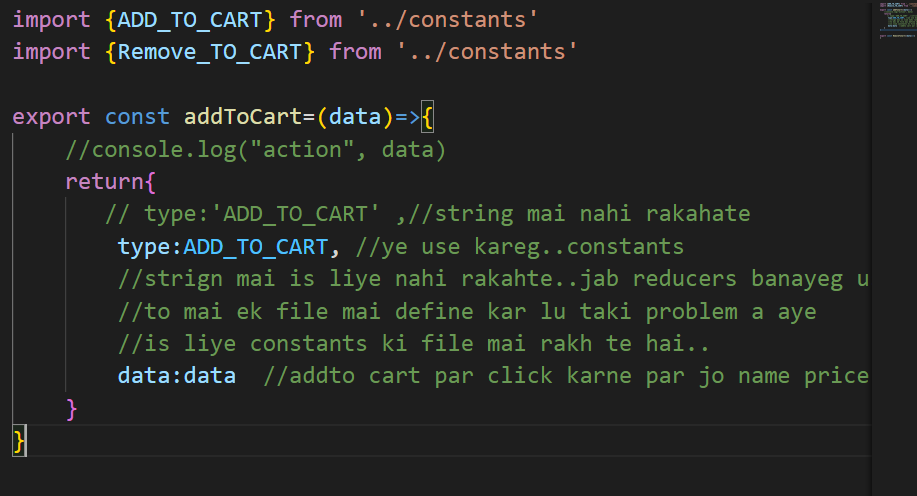 import {ADD_TO_CART} from '../constants'
import {Remove_TO_CART} from '../constants'
export const addToCart=(data)=>{
//console.log("action", data)
return{
// type:'ADD_TO_CART' ,//string mai nahi rakahate
type:ADD_TO_CART, //ye use kareg..constants
//strign mai is liye nahi rakahte..jab reducers banayeg u
//to mai ek file mai define kar lu taki problem a aye
//is liye constants ki file mai rakh te hai..
data:data //addto cart par click karne par jo name price
}
}